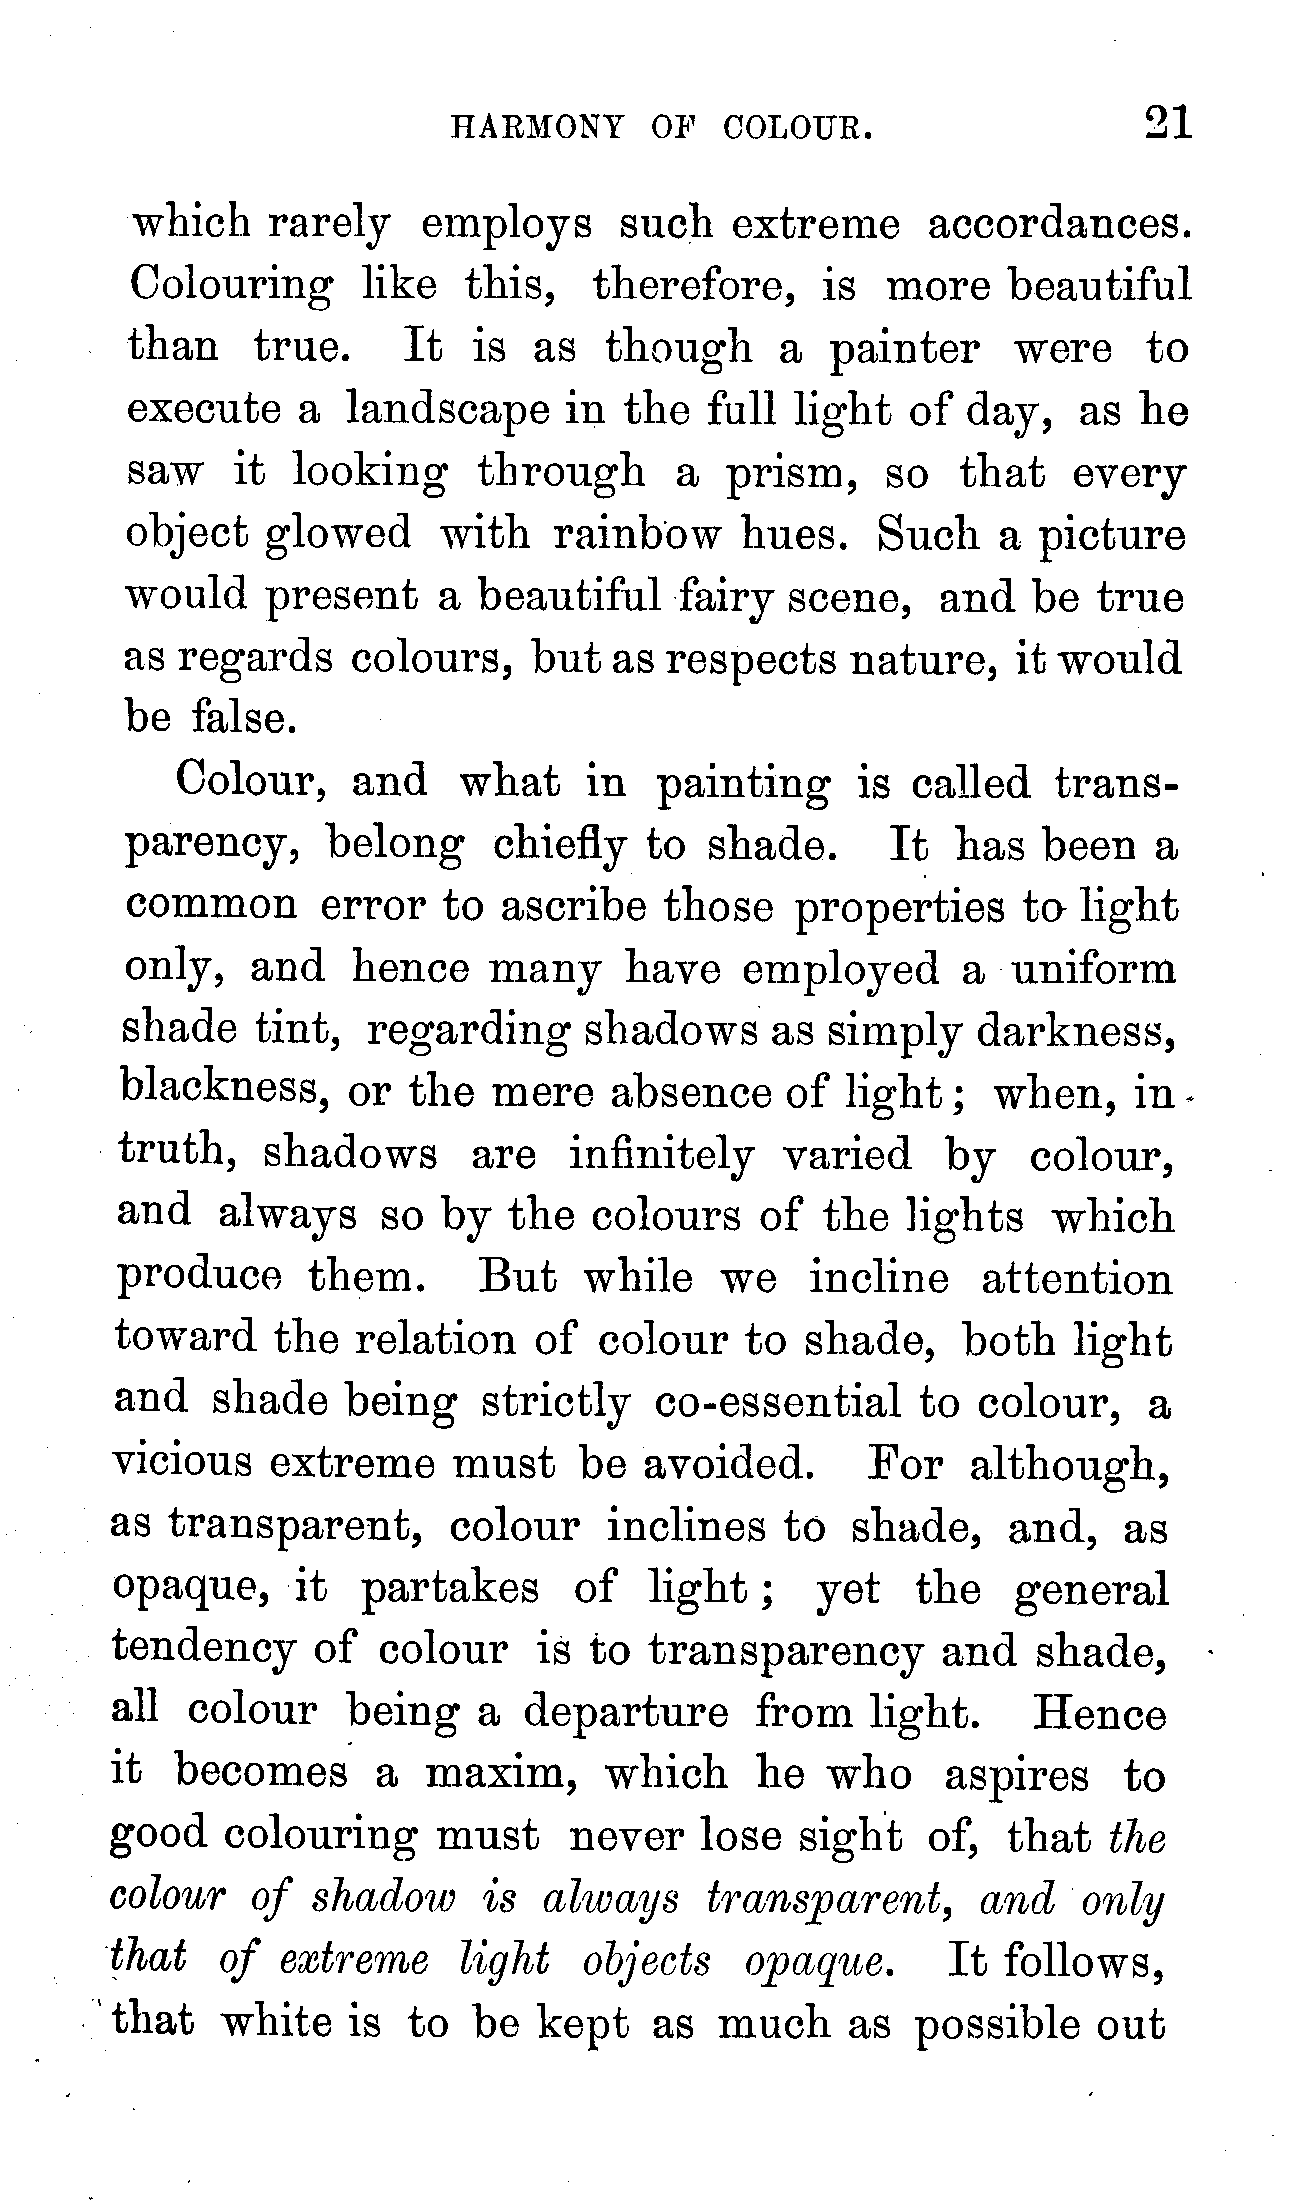 HARMONY OF COLOUR. 21
which rarely employs such extreme accordances.
Colouring like this, therefore, is more beautiful
than true. It is as though a painter were to
execute a landscape in the full light of day, as he
saw it looking through a prism, so that every
object glowed with rainbow hues. Such a picture
would present a beautiful fairy scene, and be true
as regards colours, but as respects nature, it would
be false.
Colour, and what in painting is called trans-
parency, belong chiefly to shade. It has been a
common error to ascribe those properties to light
only, and hence many have employed a uniform
shade tint, regarding shadows as simply darkness,
blackness, or the mere absence of light; when, in
truth, shadows are infinitely varied by colour,
and always so by the colours of the lights which
produce them. But while we incline attention
toward the relation of colour to shade, both light
and shade being strictly co-essential to colour, a
vicious extreme must be avoided. For although,
as transparent, colour inclines to shade, and, as
opaque, it partakes of light; yet the general
tendency of colour is to transparency and shade,
all colour being a departure from light. Hence
it becomes a maxim, which he who aspires to
good colouring must never lose sight of, that the
colour of shadow is always transparent, and only
that of extreme light objects opaque. It follows,
that white is to be kept as much as possible out